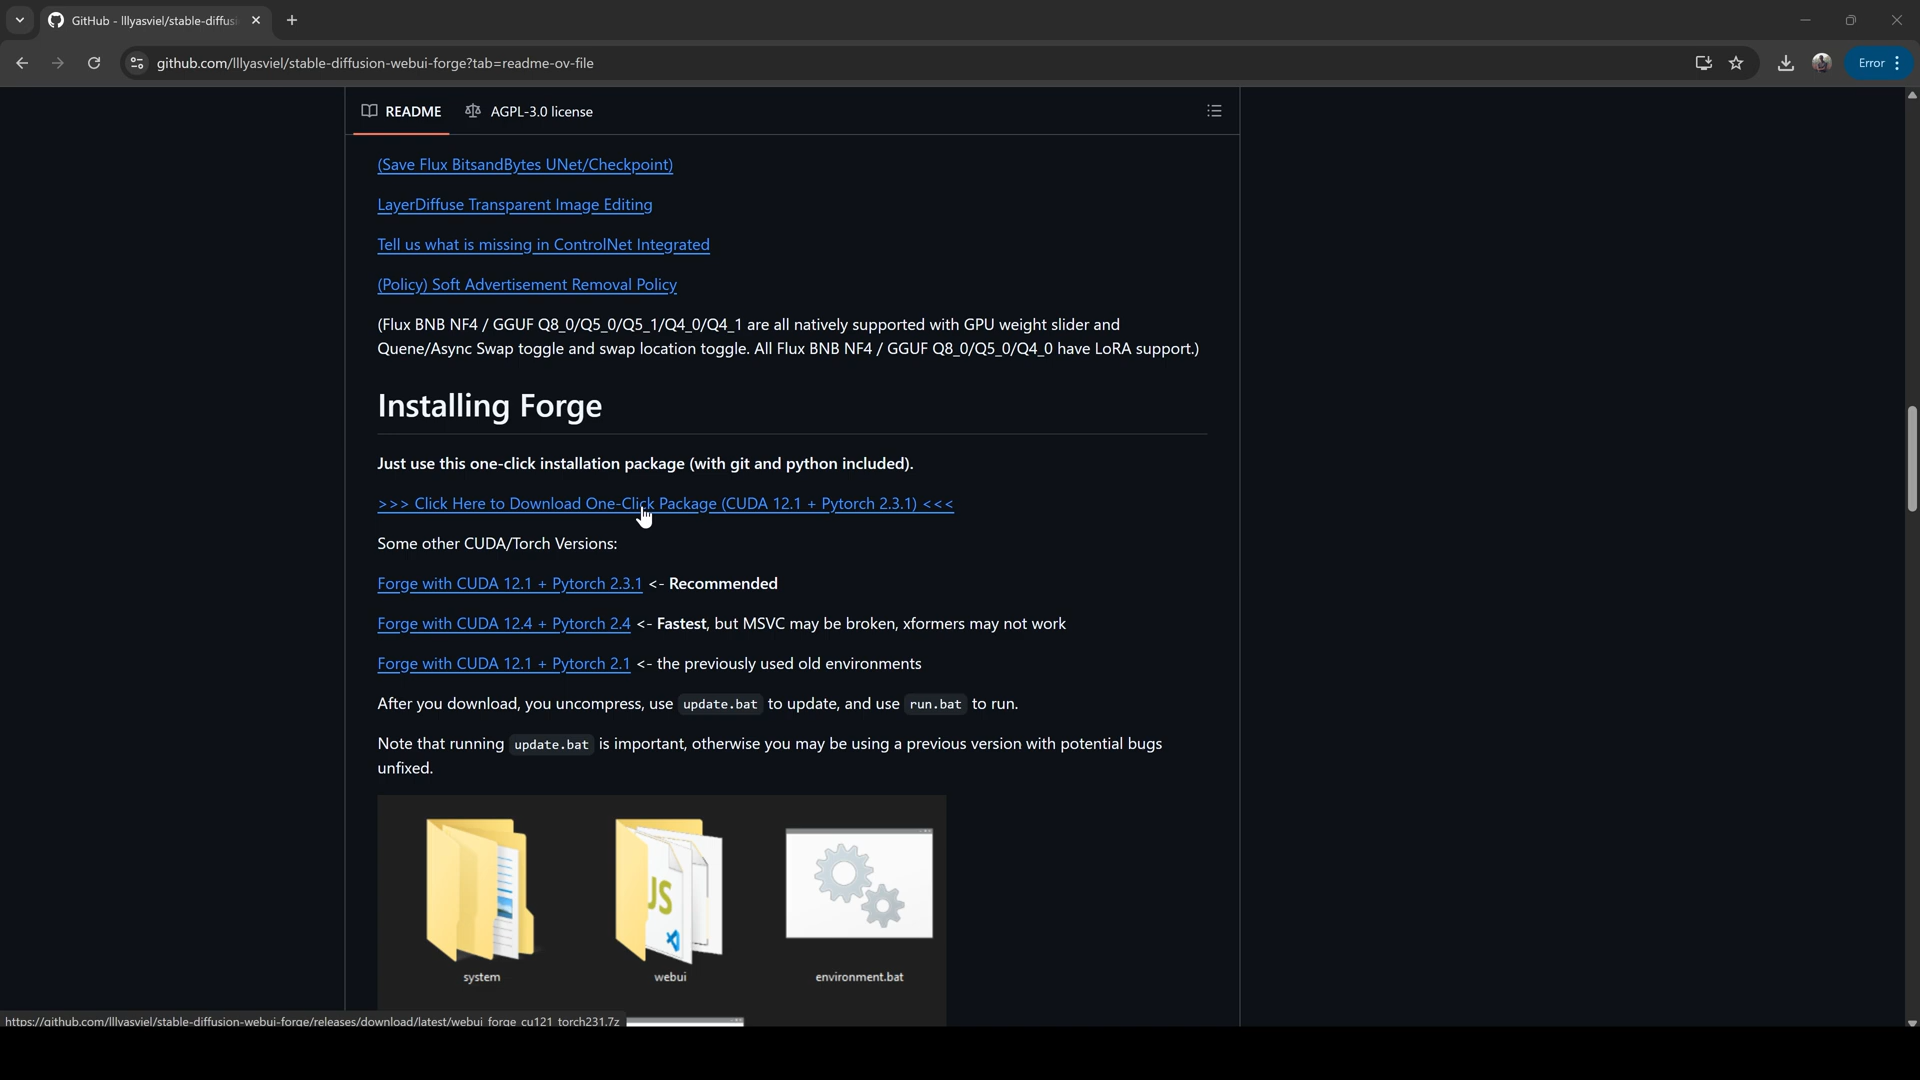 GitHub - lllyasviel/stable-diffusi
github.com/lllyasviel/stable-diffusion-webui-forge?tab=readme-ov-file
Error
README
AGPL-3.0 license
(Save Flux BitsandBytes UNet/Checkpoint)
LayerDiffuse Transparent Image Editing
Tell us what is missing in ControlNet Integrated
(Policy) Soft Advertisement Removal Policy
(Flux BNB NF4 / GGUF Q8_0/Q5_0/Q5_1/Q4_0/Q4_1 are all natively supported with GPU weight slider and
Quene/Async Swap toggle and swap location toggle. All Flux BNB NF4 / GGUF Q8_0/Q5_0/Q4_0 have LoRA support.)
Installing Forge
Just use this one-click installation package (with git and python included).
>>> Click Here to Download One-Click Package (CUDA 12.1 + Pytorch 2.3.1) <<<
Some other CUDA/Torch Versions:
Forge with CUDA 12.1 + Pytorch 2.3.1 <- Recommended
Forge with CUDA 12.4 + Pytorch 2.4 <- Fastest, but MSVC may be broken, xformers may not work
Forge with CUDA 12.1 + Pytorch 2.1 <- the previously used old environments
After you download, you uncompress, use update.bat to update, and use run.bat to run.
Note that running update.bat is important, otherwise you may be using a previous version with potential bugs
unfixed.
JS
system
webui
environment.bat
https://github.com/lllyasviel/stable-diffusion-webui-forge/releases/download/latest/webui_forge_cu121_torch231.7z